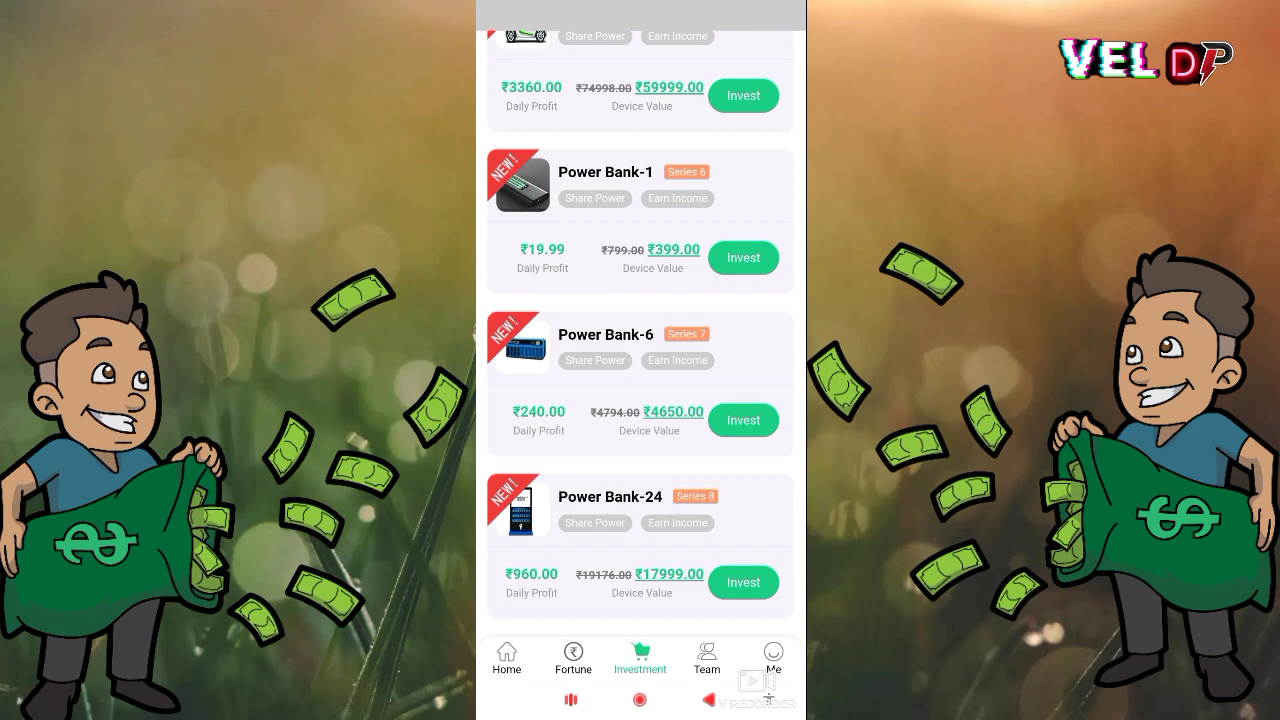 VEL DP
Share Power Earn Income
₹3360.00 ₹74998.00 ₹59999.00 Invest
Daily Profit Device Value
NEW! Power Bank-1 Series 6
Share Power Earn Income
₹19.99 ₹799.00 ₹399.00 Invest
Daily Profit Device Value
NEW! Power Bank-6 Series 7
Share Power Earn Income
₹240.00 ₹4794.00 ₹4650.00 Invest
Daily Profit Device Value
NEW! Power Bank-24 Series 8
Share Power Earn Income
₹960.00 ₹19176.00 ₹17999.00 Invest
Daily Profit Device Value
Home Fortune Investment Team Me
V RECORDER